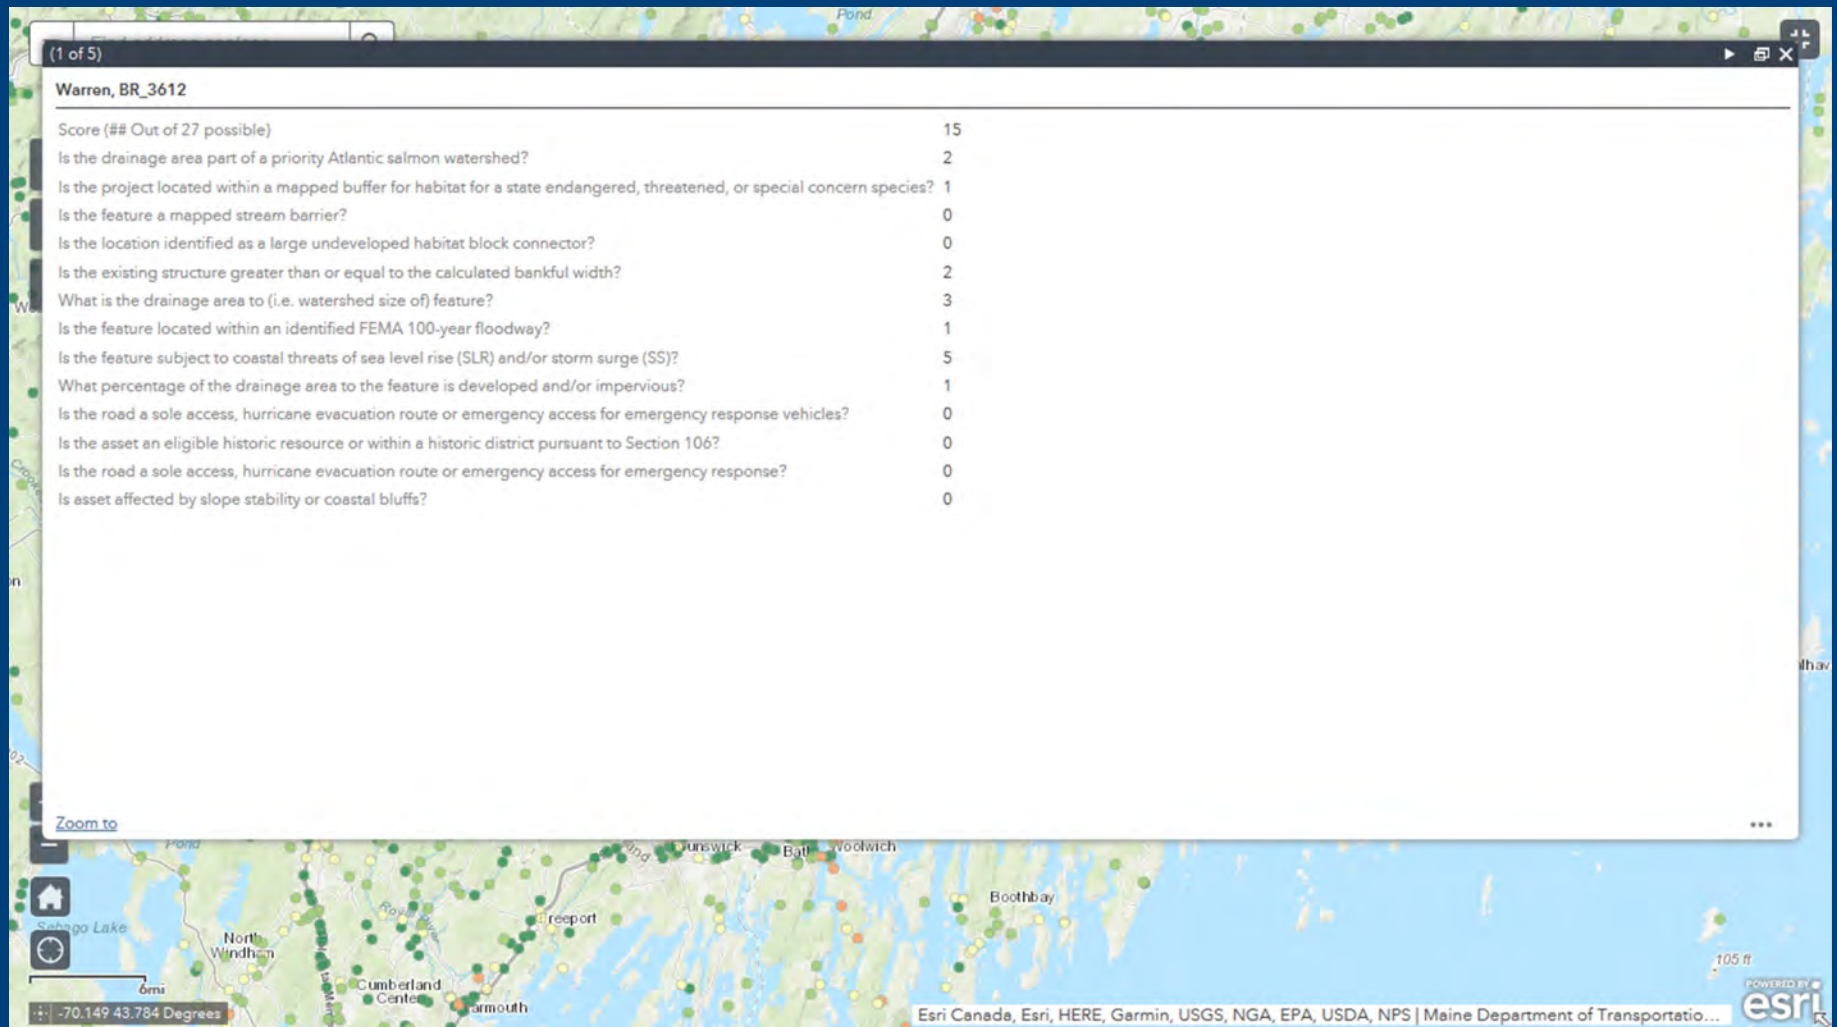 Pond
(1 of 5)
Warren, BR_3612
Score (## Out of 27 possible) 15
Is the drainage area part of a priority Atlantic salmon watershed? 2
Is the project located within a mapped buffer for habitat for a state endangered, threatened, or special concern species? 1
Is the feature a mapped stream barrier? 0
Is the location identified as a large undeveloped habitat block connector? 0
Is the existing structure greater than or equal to the calculated bankful width? 2
What is the drainage area to (i.e. watershed size of) feature? 3
Is the feature located within an identified FEMA 100-year floodway? 1
Is the feature subject to coastal threats of sea level rise (SLR) and/or storm surge (SS)? 5
What percentage of the drainage area to the feature is developed and/or impervious? 1
Is the road a sole access, hurricane evacuation route or emergency access for emergency response vehicles? 0
Is the asset an eligible historic resource or within a historic district pursuant to Section 106? 0
Is the road a sole access, hurricane evacuation route or emergency access for emergency response? 0
Is asset affected by slope stability or coastal bluffs? 0
Zoom to
Pond
Woolwich
Boothbay
Sebago Lake
North
Windham
Cumberland
105 ft
6mi
-70.149 43.784 Degrees
Esri Canada, Esri, HERE, Garmin, USGS, NGA, EPA, USDA, NPS | Maine Department of Transportatio...
POWERED BY
esri